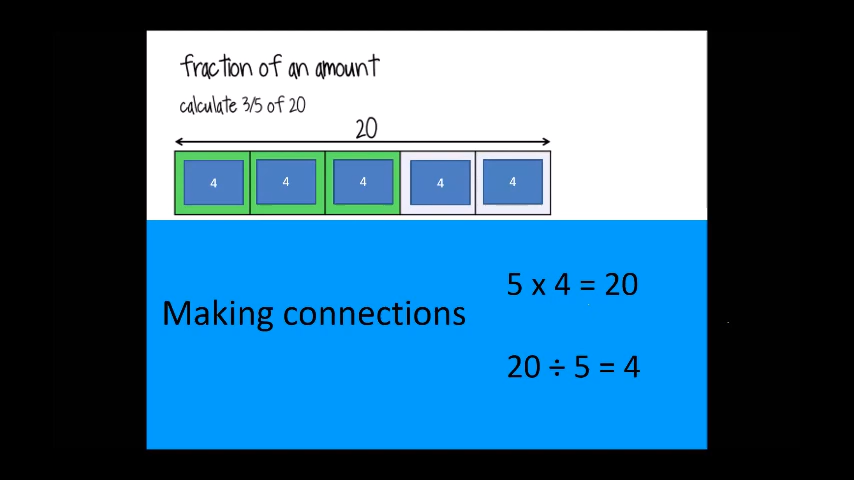 fraction of an amount
calculate 3/5 of 20
20
4 4 4 4 4
5 x 4 = 20
Making connections
20 ÷ 5 = 4